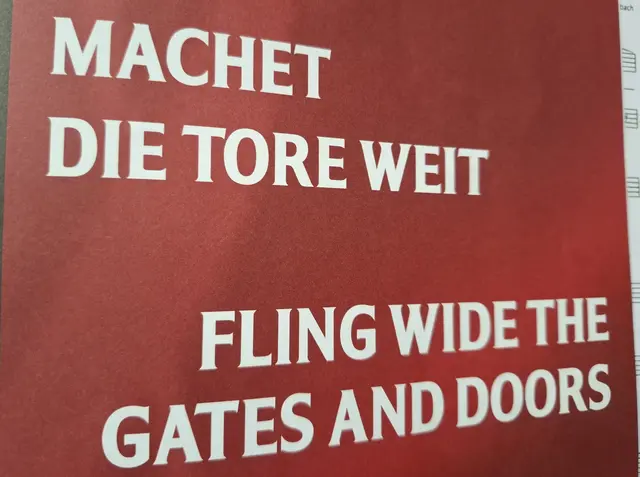 MACHET
DIE TORE WEIT
FLING WIDE THE
GATES AND DOORS